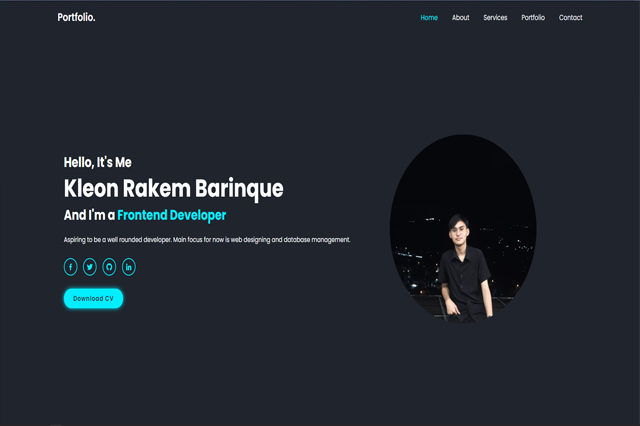 Portfolio.
Home About Services Portfolio Contact
Hello, It's Me
Kleon Rakem Barinque
And I'm a Frontend Developer
Aspiring to be a well rounded developer. Main focus for now is web designing and database management.
Download CV